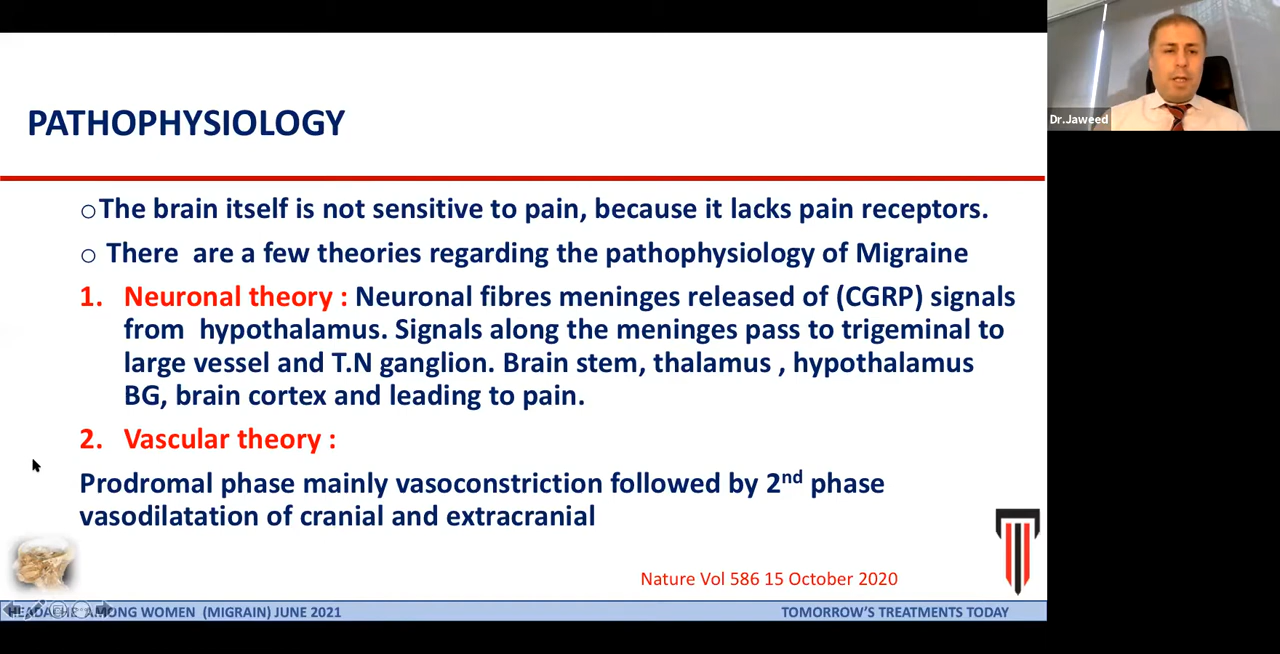 PATHOPHYSIOLOGY
Dr.Jaweed
oThe brain itself is not sensitive to pain, because it lacks pain receptors.
o There are a few theories regarding the pathophysiology of Migraine
1. Neuronal theory : Neuronal fibres meninges released of (CGRP) signals
from hypothalamus. Signals along the meninges pass to trigeminal to
large vessel and T.N ganglion. Brain stem, thalamus , hypothalamus
BG, brain cortex and leading to pain.
2. Vascular theory :
Prodromal phase mainly vasoconstriction followed by 2nd phase
vasodilatation of cranial and extracranial
Nature Vol 586 15 October 2020
HEADACHE AMONG WOMEN (MIGRAIN) JUNE 2021
TOMORROW'S TREATMENTS TODAY